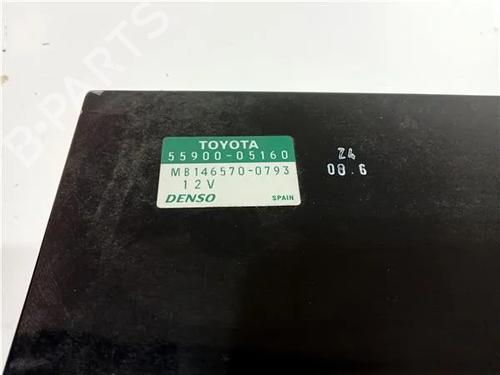 B-PARTS
TOYOTA
55900-05160
MB146570-0793
12V
DENSO SPAIN
Z4
08.6